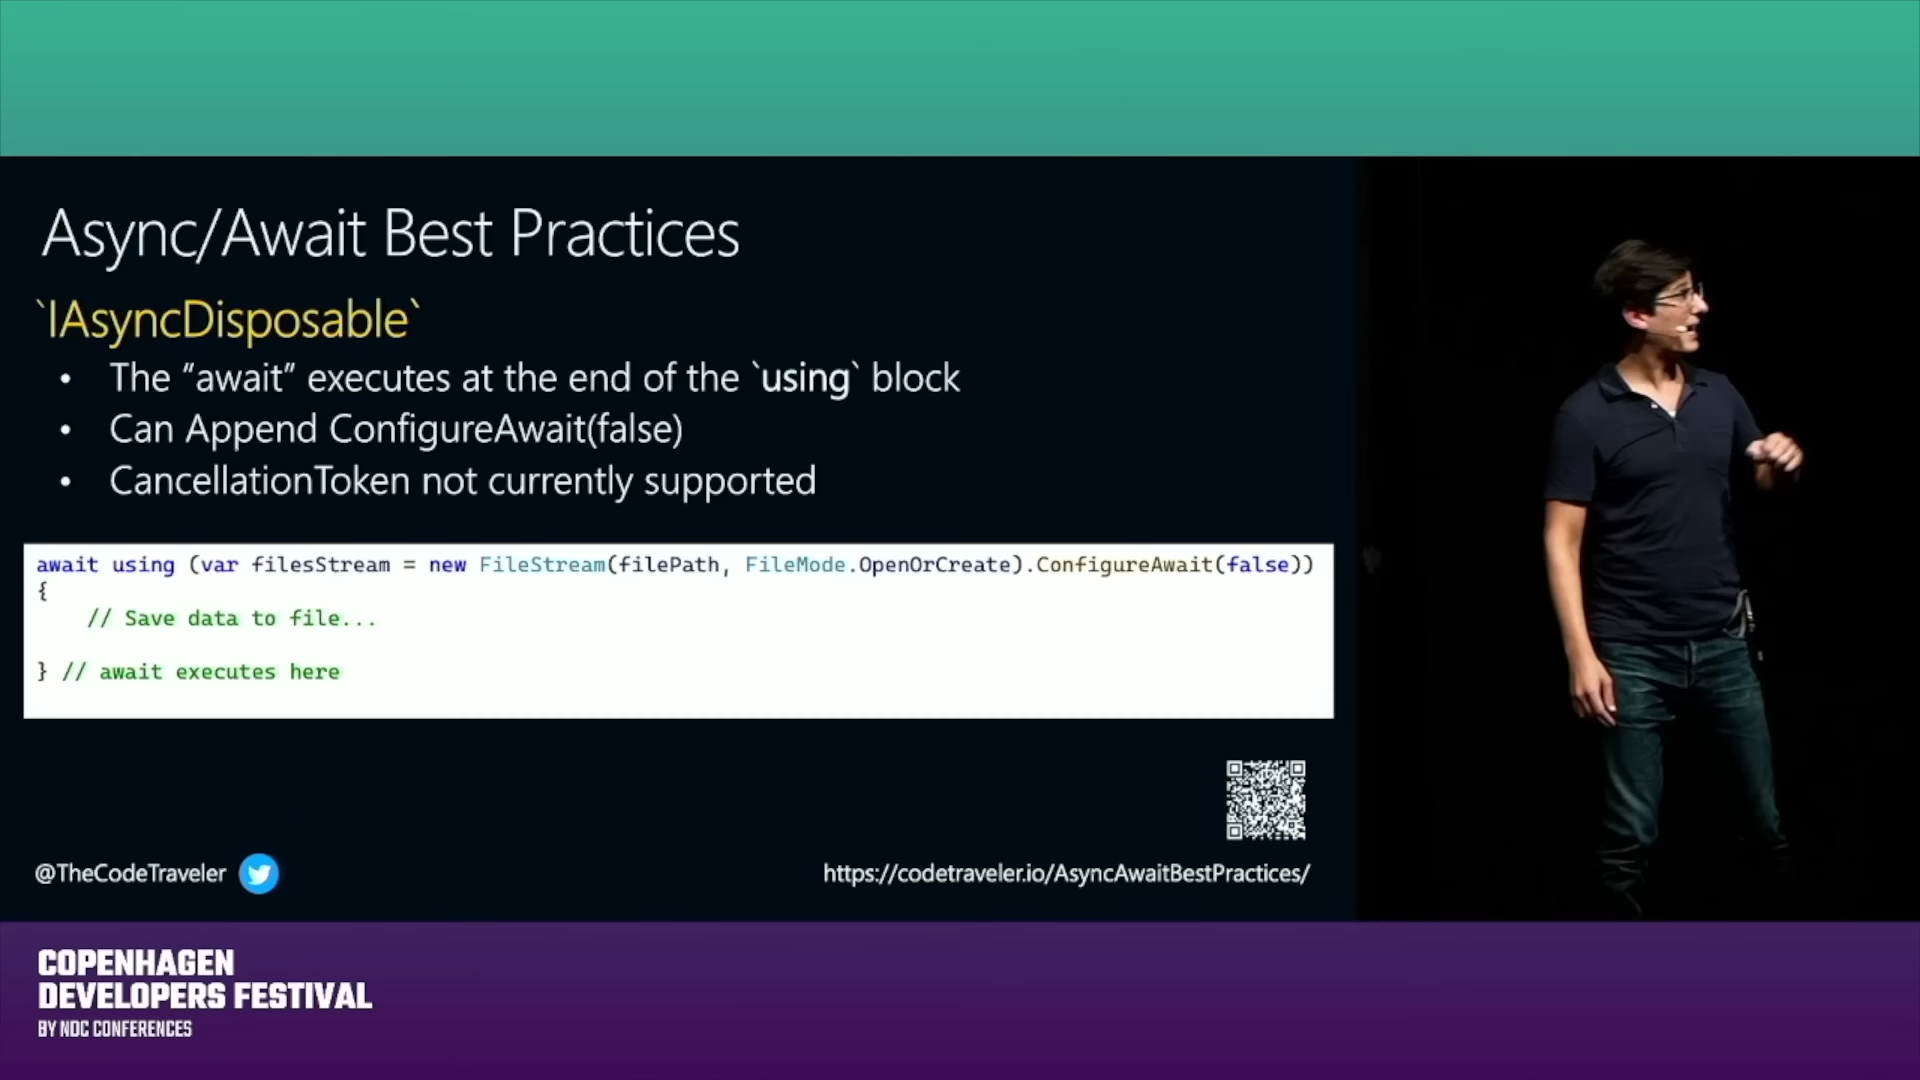 Async/Await Best Practices
`IAsyncDisposable`
• The “await” executes at the end of the `using` block
• Can Append ConfigureAwait(false)
• CancellationToken not currently supported
await using (var filesStream = new FileStream(filePath, FileMode.OpenOrCreate).ConfigureAwait(false))
{
// Save data to file...
} // await executes here
@TheCodeTraveler
https://codetraveler.io/AsyncAwaitBestPractices/
COPENHAGEN
DEVELOPERS FESTIVAL
BY NDC CONFERENCES